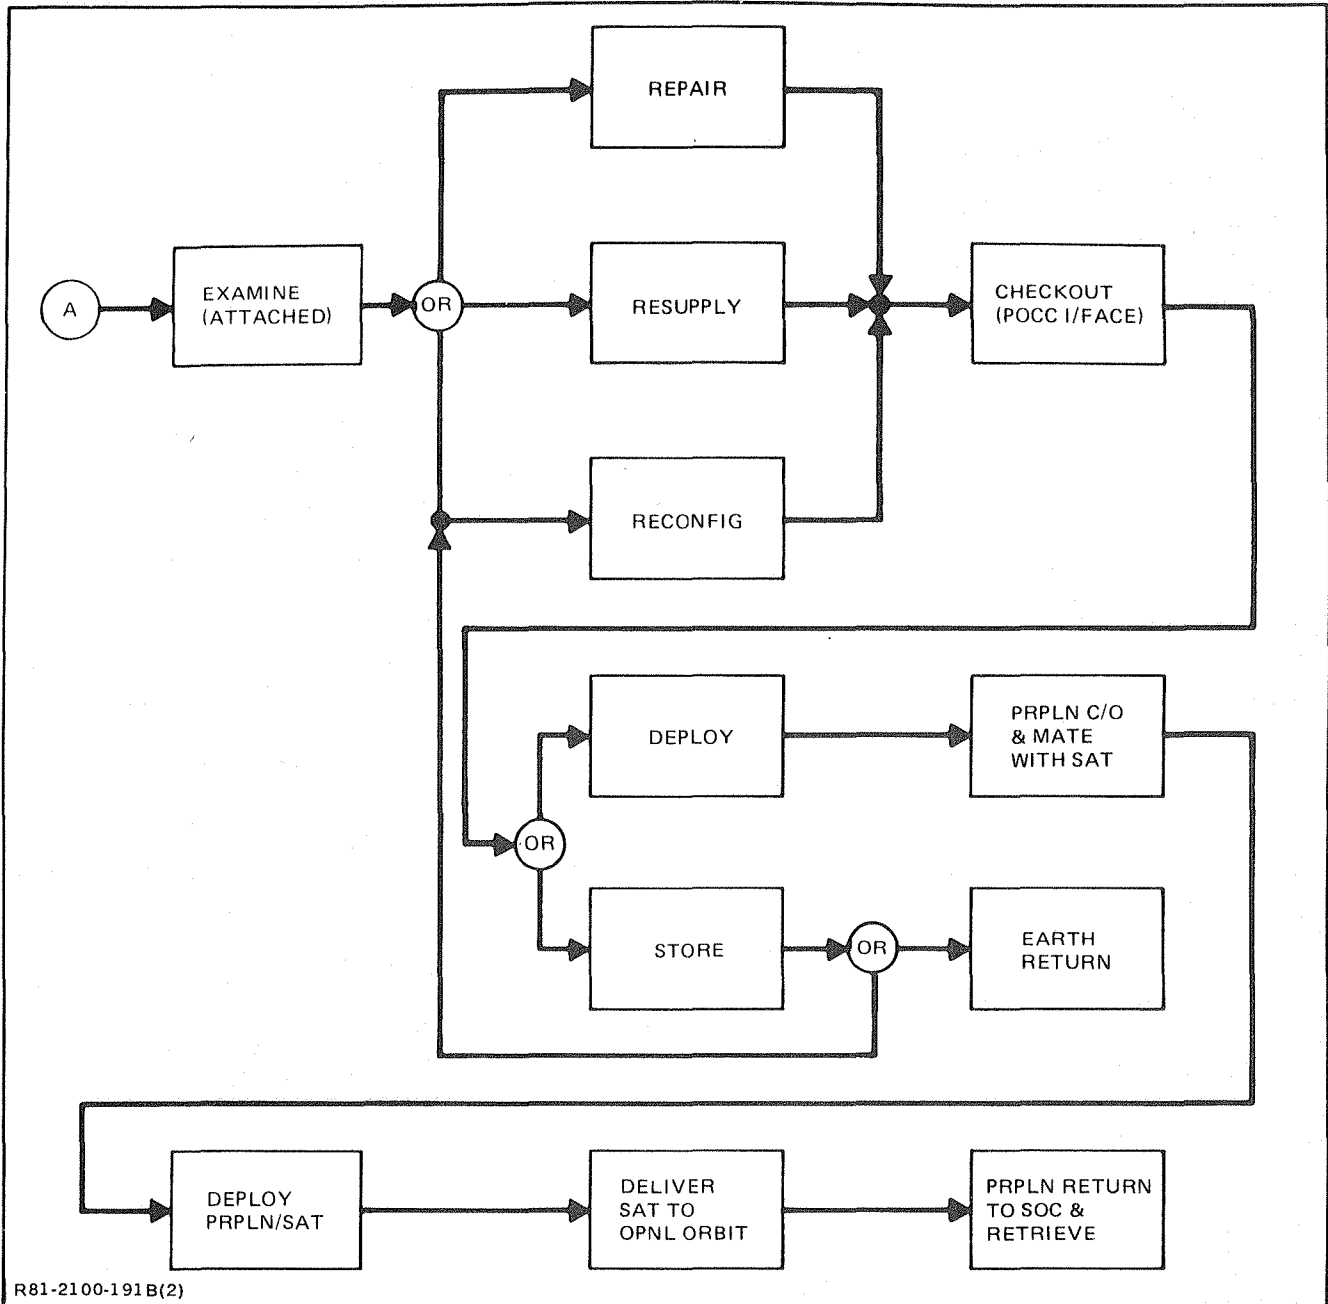 REPAIR
A
EXAMINE
(ATTACHED)
OR
RESUPPLY
CHECKOUT
(POCC I/FACE)
RECONFIG
DEPLOY
PRPLN C/O
& MATE
WITH SAT
OR
STORE
OR
EARTH
RETURN
DEPLOY
PRPLN/SAT
DELIVER
SAT TO
OPNL ORBIT
PRPLN RETURN
TO SOC &
RETRIEVE
R81-2100-191B(2)